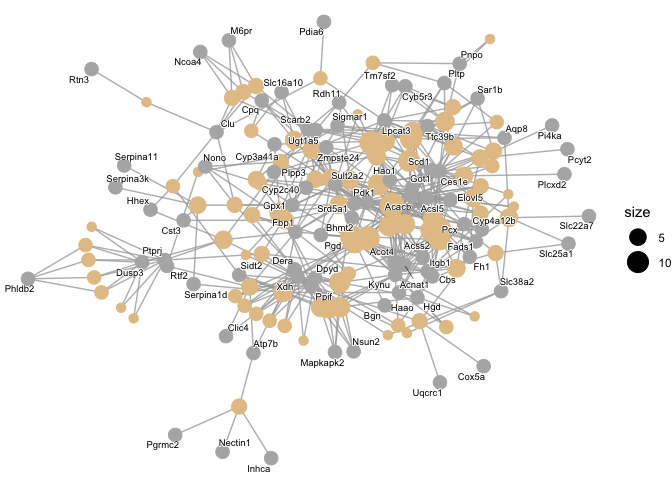 M6pr
Pdia6
Pnpo
Ncoa4
Rtn3
Tm7sf2
Pltp
Slc16a10
Rdh11
Cyb5r3
Sar1b
Cpq
Clu
Scarb2
Sigmar1
Lpcat3
Ttc39b
Aqp8
Pi4ka
Ugt1a5
Nono
Cyp3a41a
Zmpste24
Scd1
Pcyt2
Serpina11
Plpp3
Hao1
Serpina3k
Sult2a2
Got1
Ces1e
Plcxd2
Cyp2c40
Pdk1
Elovl5
Hhex
Gpx1
Srd5a1
Acacb
Acsl5
size
Cst3
Fbp1
Bhmt2
Pcx
Cyp4a12b
Slc22a7
5
Ptprj
Pgd
Acot4
Acss2
Fads1
Slc25a1
10
Dusp3
Rtf2
Sidt2
Dera
Dpyd
Itgb1
Fh1
Phldb2
Serpina1d
Xdh
Ppif
Kynu
Acnat1
Cbs
Slc38a2
Clic4
Bgn
Haao
Hgd
Atp7b
Nsun2
Mapkapk2
Cox5a
Uqcrc1
Pgrmc2
Nectin1
Inhca